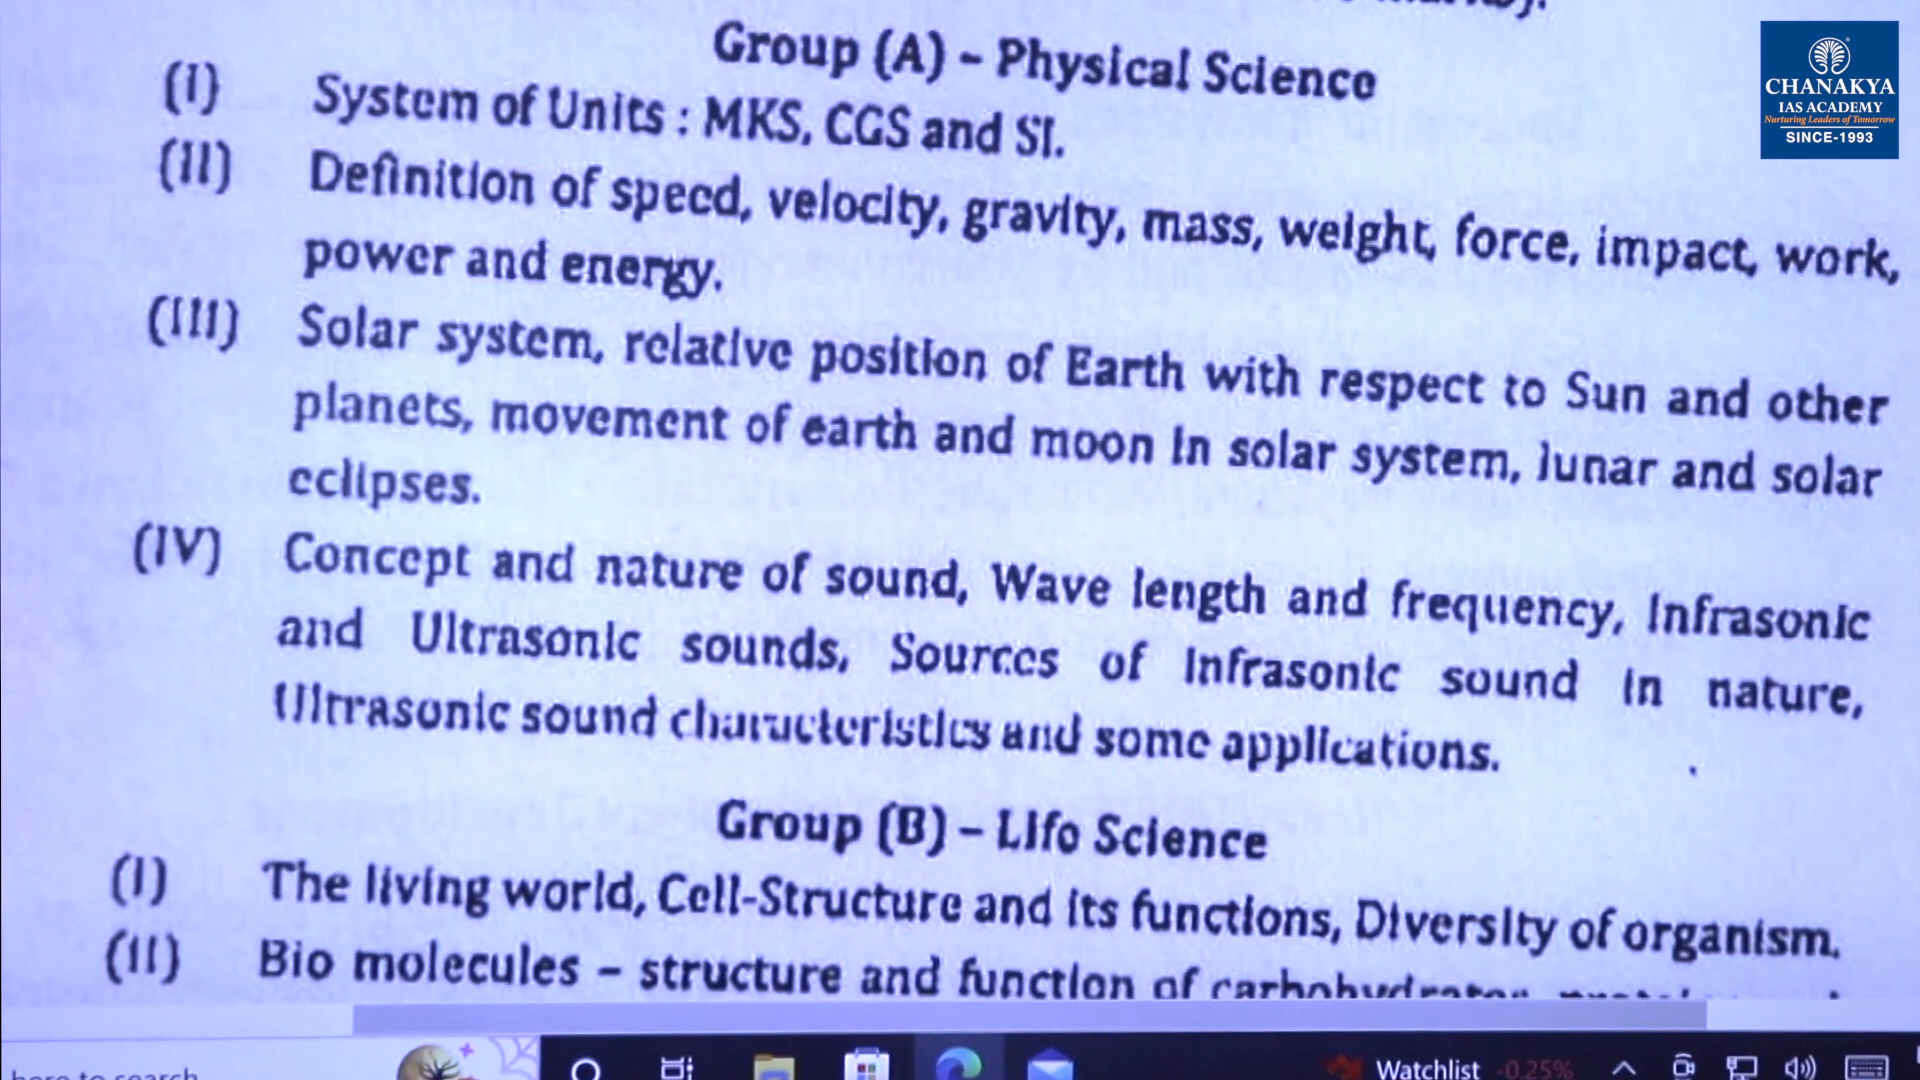 Group (A) – Physical Science
(I) System of Units : MKS, CGS and SI.
(II) Definition of speed, velocity, gravity, mass, weight, force, impact, work,
power and energy.
(III) Solar system, relative position of Earth with respect to Sun and other
planets, movement of earth and moon in solar system, lunar and solar
eclipses.
(IV) Concept and nature of sound, Wave length and frequency, Infrasonic
and Ultrasonic sounds, Sources of Infrasonic sound in nature,
Ultrasonic sound characteristics and some applications.
Group (B) – Life Science
(I) The living world, Cell-Structure and its functions, Diversity of organism.
(II) Bio molecules – structure and function of
CHANAKYA
IAS ACADEMY
Nurturing Leaders of Tomorrow
SINCE-1993
here to search
Watchlist -0.25%